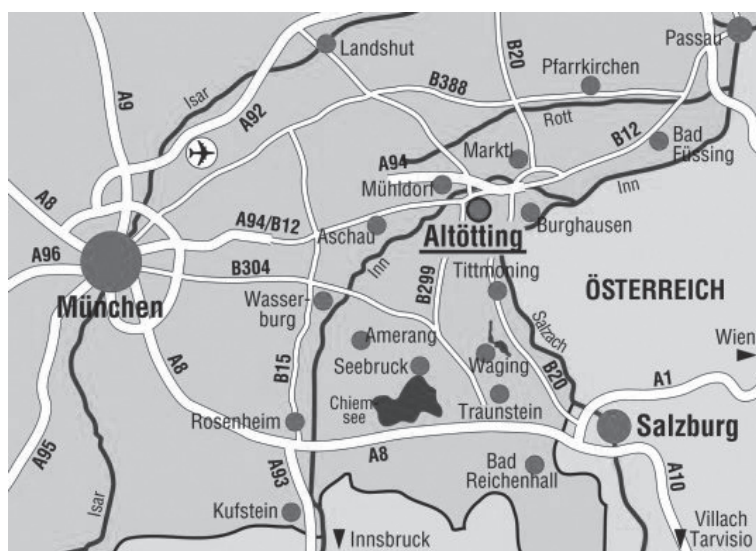 Passau
Landshut
B20
Pfarrkirchen
A9
Isar
A92
B388
Rott
B12
Bad
Füssing
A94
Marktl
Mühldorf
Inn
A8
A94/B12
Aschau
Altötting
Burghausen
A96
B304
Inn
B299
Tittmoning
ÖSTERREICH
München
Wasser-
burg
Amerang
Salzach
Wien
A8
B15
Seebruck
Waging
B20
A1
Chiem-
see
Traunstein
Rosenheim
Salzburg
A95
A8
A93
Bad
Reichenhall
A10
Isar
Kufstein
Innsbruck
Villach
Tarvisio